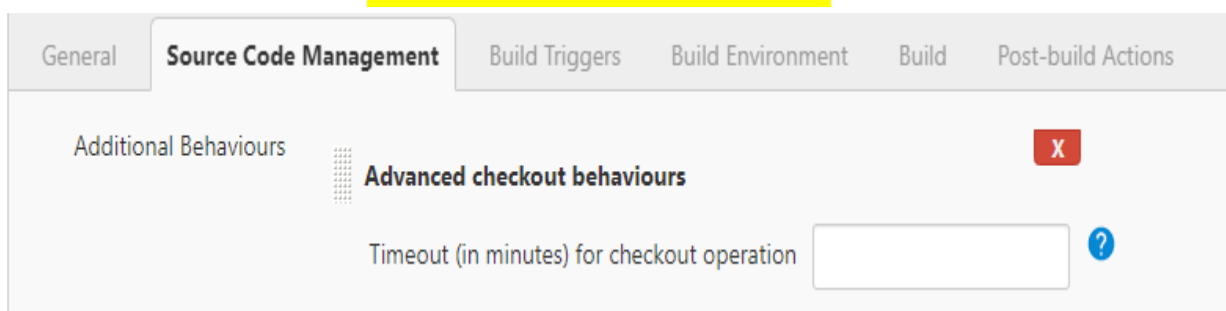 General Source Code Management Build Triggers Build Environment Build Post-build Actions
Additional Behaviours
X
Advanced checkout behaviours
Timeout (in minutes) for checkout operation ?